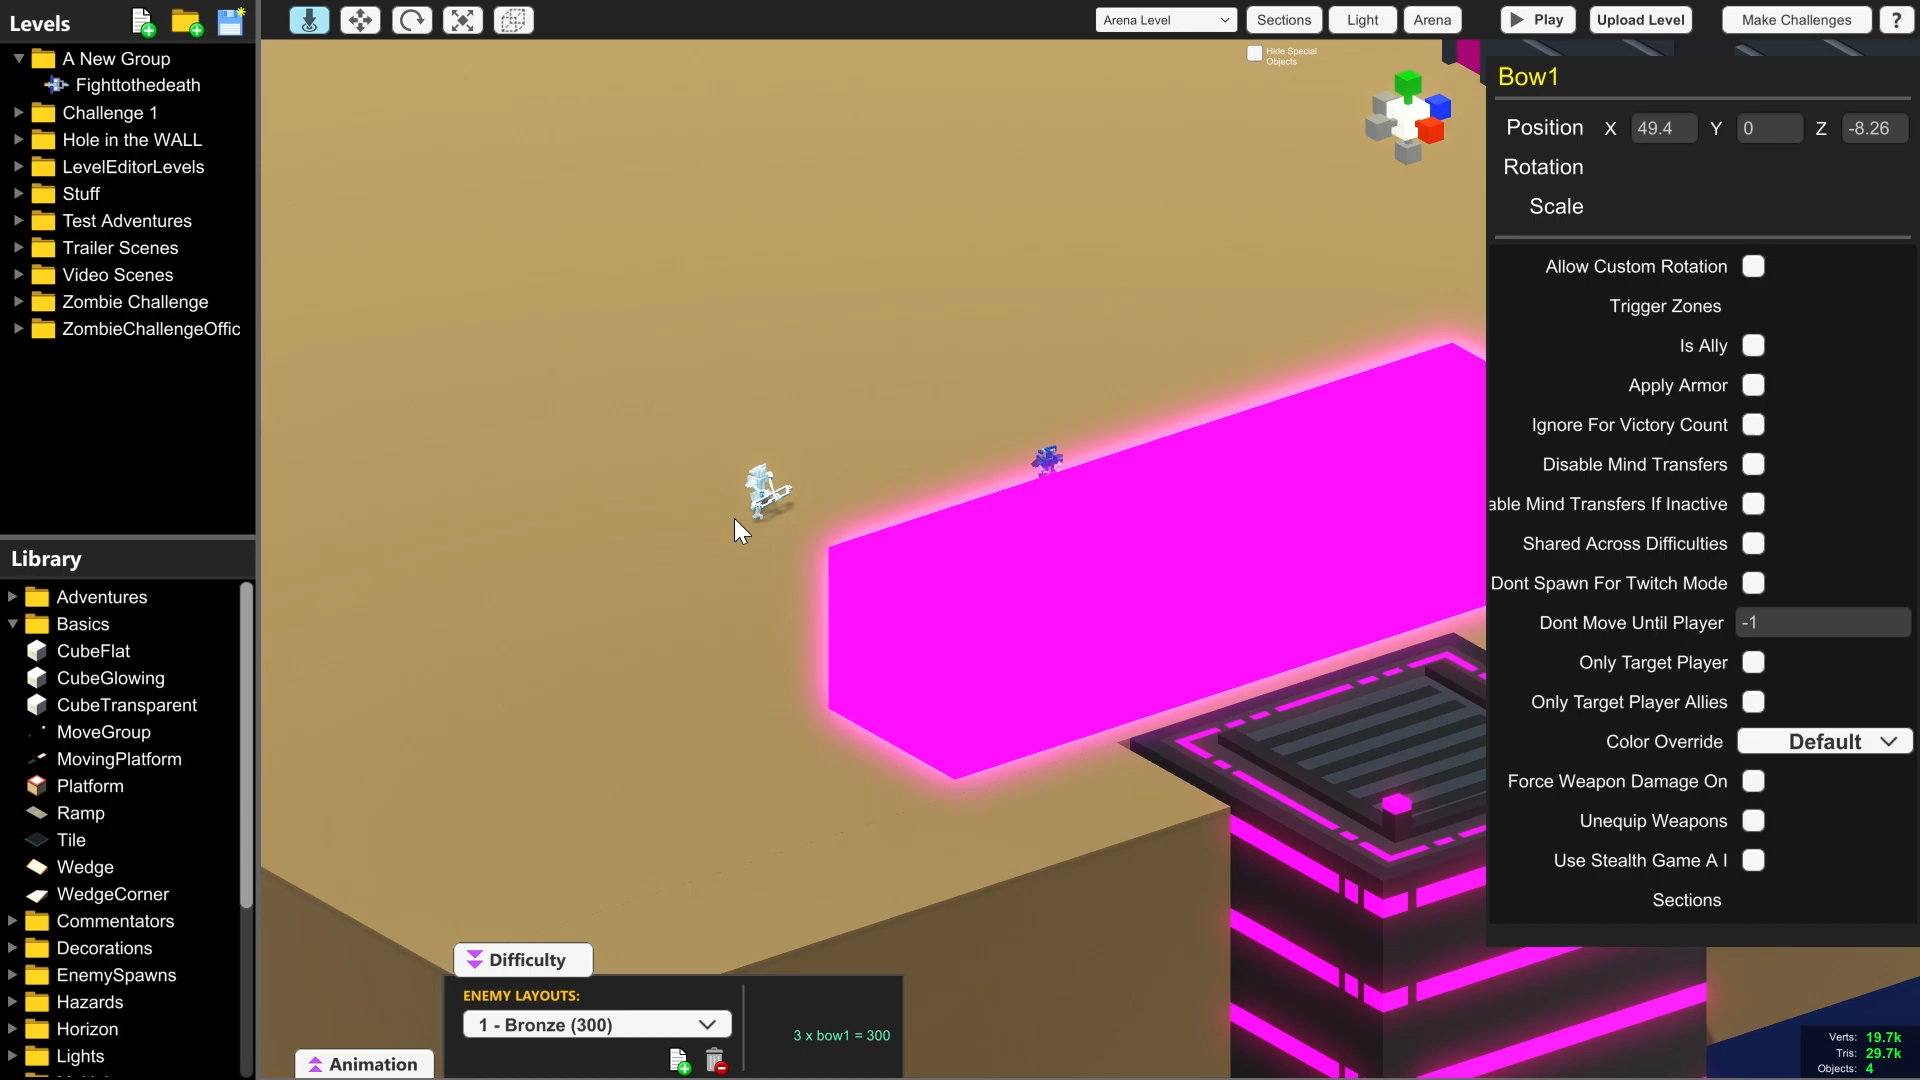 Levels
A New Group
Fighttothedeath
Challenge 1
Hole in the WALL
LevelEditorLevels
Stuff
Test Adventures
Trailer Scenes
Video Scenes
Zombie Challenge
ZombieChallengeOffic
Library
Adventures
Basics
CubeFlat
CubeGlowing
CubeTransparent
MoveGroup
MovingPlatform
Platform
Ramp
Tile
Wedge
WedgeCorner
Commentators
Decorations
EnemySpawns
Hazards
Horizon
Lights
Arena Level
Sections
Light
Arena
Play
Upload Level
Make Challenges
?
Hide Special
Objects
Bow1
Position X 49.4 Y 0 Z -8.26
Rotation
Scale
Allow Custom Rotation
Trigger Zones
Is Ally
Apply Armor
Ignore For Victory Count
Disable Mind Transfers
able Mind Transfers If Inactive
Shared Across Difficulties
Dont Spawn For Twitch Mode
Dont Move Until Player -1
Only Target Player
Only Target Player Allies
Color Override Default
Force Weapon Damage On
Unequip Weapons
Use Stealth Game A I
Sections
Difficulty
ENEMY LAYOUTS:
1 - Bronze (300)
3 x bow1 = 300
Animation
Verts: 19.7k
Tris: 29.7k
Objects: 4